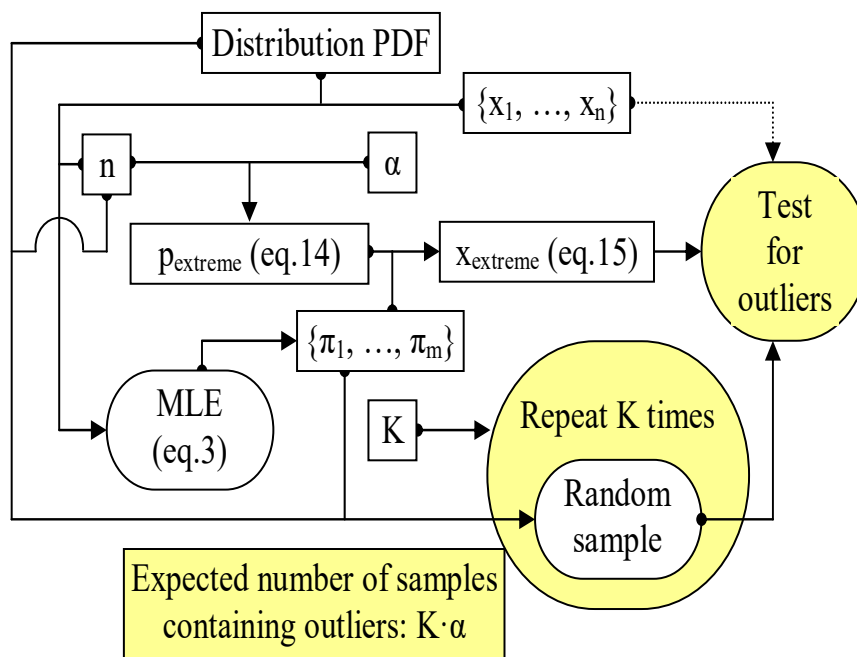 Distribution PDF
{x₁, …, xₙ}
n
α
Test
for
outliers
pₑₓₜᵣₑₘₑ (eq.14)
xₑₓₜᵣₑₘₑ (eq.15)
{π₁, …, πₘ}
MLE
(eq.3)
K
Repeat K times
Random
sample
Expected number of samples
containing outliers: K·α